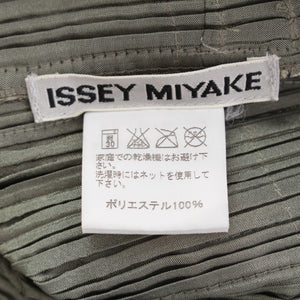 ISSEY MIYAKE
家庭での乾燥機はお避け下
さい。
洗濯時にはネットを使用して
下さい。
ポリエステル100%